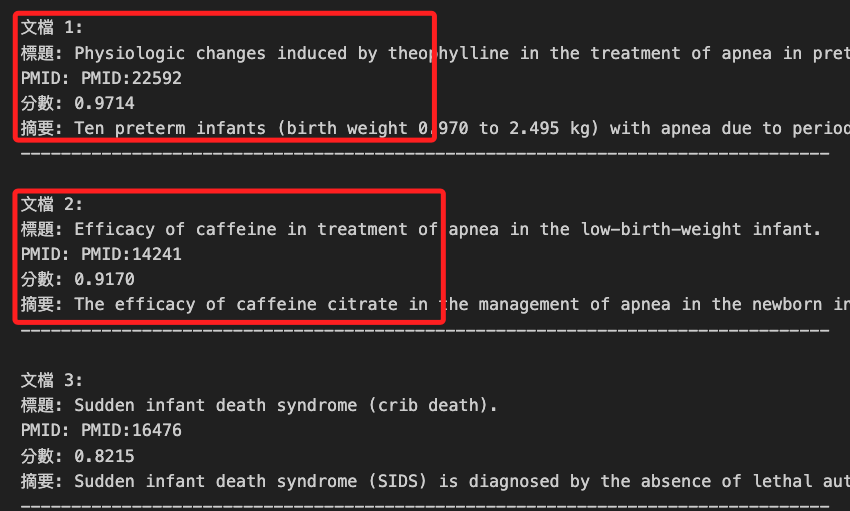 文檔 1:
標題: Physiologic changes induced by theophylline in the treatment of apnea in pret
PMID: PMID:22592
分數: 0.9714
摘要: Ten preterm infants (birth weight 0.970 to 2.495 kg) with apnea due to period
--------------------------------------------------------------------------------
文檔 2:
標題: Efficacy of caffeine in treatment of apnea in the low-birth-weight infant.
PMID: PMID:14241
分數: 0.9170
摘要: The efficacy of caffeine citrate in the management of apnea in the newborn in
--------------------------------------------------------------------------------
文檔 3:
標題: Sudden infant death syndrome (crib death).
PMID: PMID:16476
分數: 0.8215
摘要: Sudden infant death syndrome (SIDS) is diagnosed by the absence of lethal aut
--------------------------------------------------------------------------------